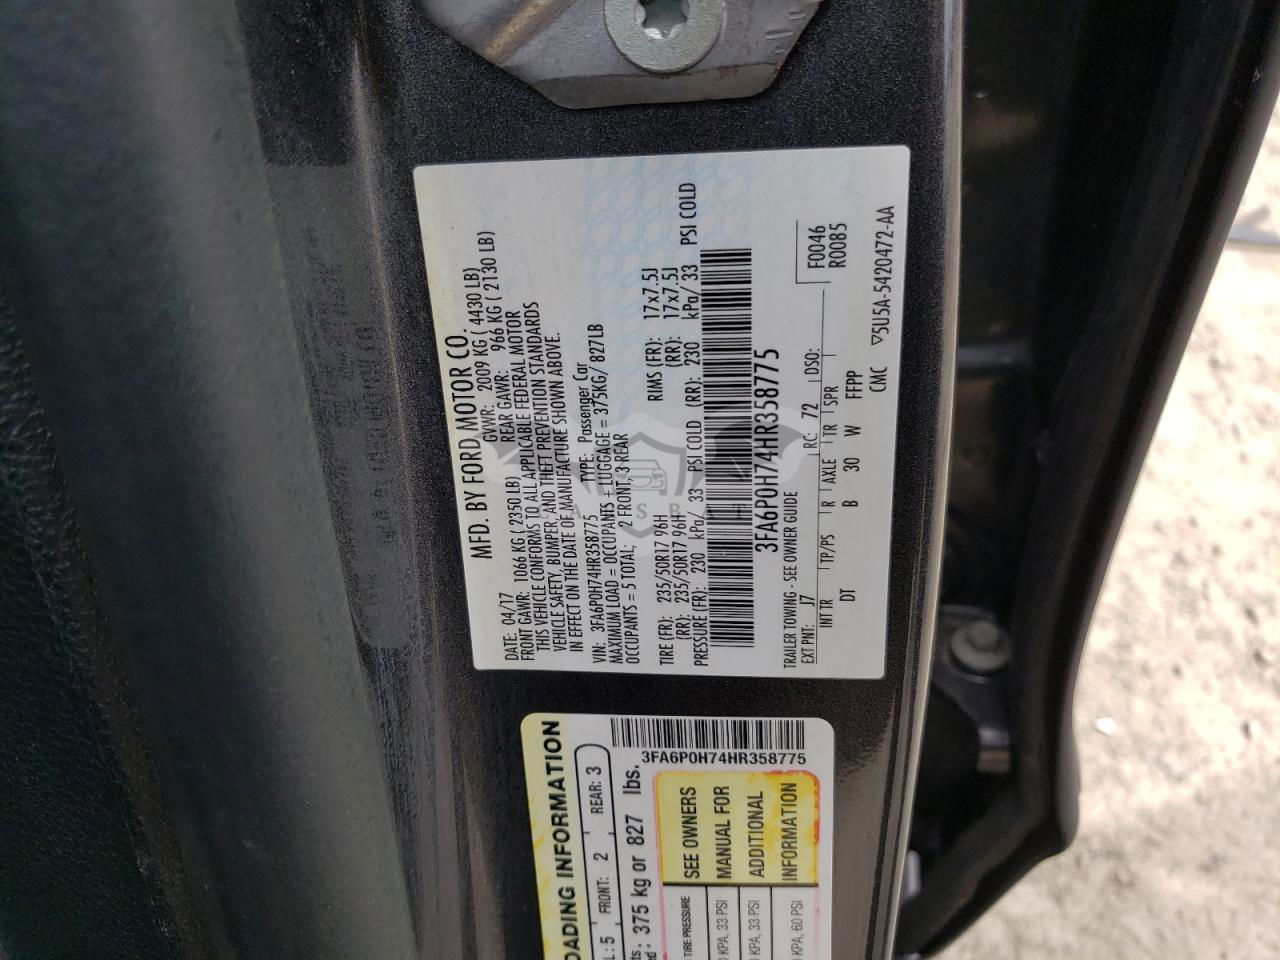 MFD. BY FORD MOTOR CO.
DATE: 04/17 GVWR: 2009 KG ( 4430 LB)
FRONT GAWR: 1066 KG ( 2350 LB) REAR GAWR: 966 KG ( 2130 LB)
THIS VEHICLE CONFORMS TO ALL APPLICABLE FEDERAL MOTOR
VEHICLE SAFETY, BUMPER, AND THEFT PREVENTION STANDARDS
IN EFFECT ON THE DATE OF MANUFACTURE SHOWN ABOVE.
VIN: 3FA6P0H74HR358775 TYPE: Passenger Car
MAXIMUM LOAD = OCCUPANTS + LUGGAGE = 375KG/ 827LB
OCCUPANTS = 5 TOTAL; 2 FRONT, 3 REAR
TIRE (FR): 235/50R17 96H RIMS (FR): 17x7.5J
(RR): 235/50R17 96H (RR): 17x7.5J
PRESSURE (FR): 230 kPa/ 33 PSI COLD (RR): 230 kPa/ 33 PSI COLD
3FA6P0H74HR358775
TRAILER TOWING - SEE OWNER GUIDE
EXT PNT: J7 RC: 72 DSO: F0046
R0085
INT TR TP/PS R AXLE TR SPR
DT B 30 W FFPP
CMC ▽5U5A-5420472-AA
3FA6P0H74HR358775
OADING INFORMATION
L: 5 FRONT: 2 REAR: 3
375 kg or 827 lbs.
TIRE PRESSURE
KPA, 33 PSI
KPA, 33 PSI
KPA, 60 PSI
SEE OWNERS
MANUAL FOR
ADDITIONAL
INFORMATION